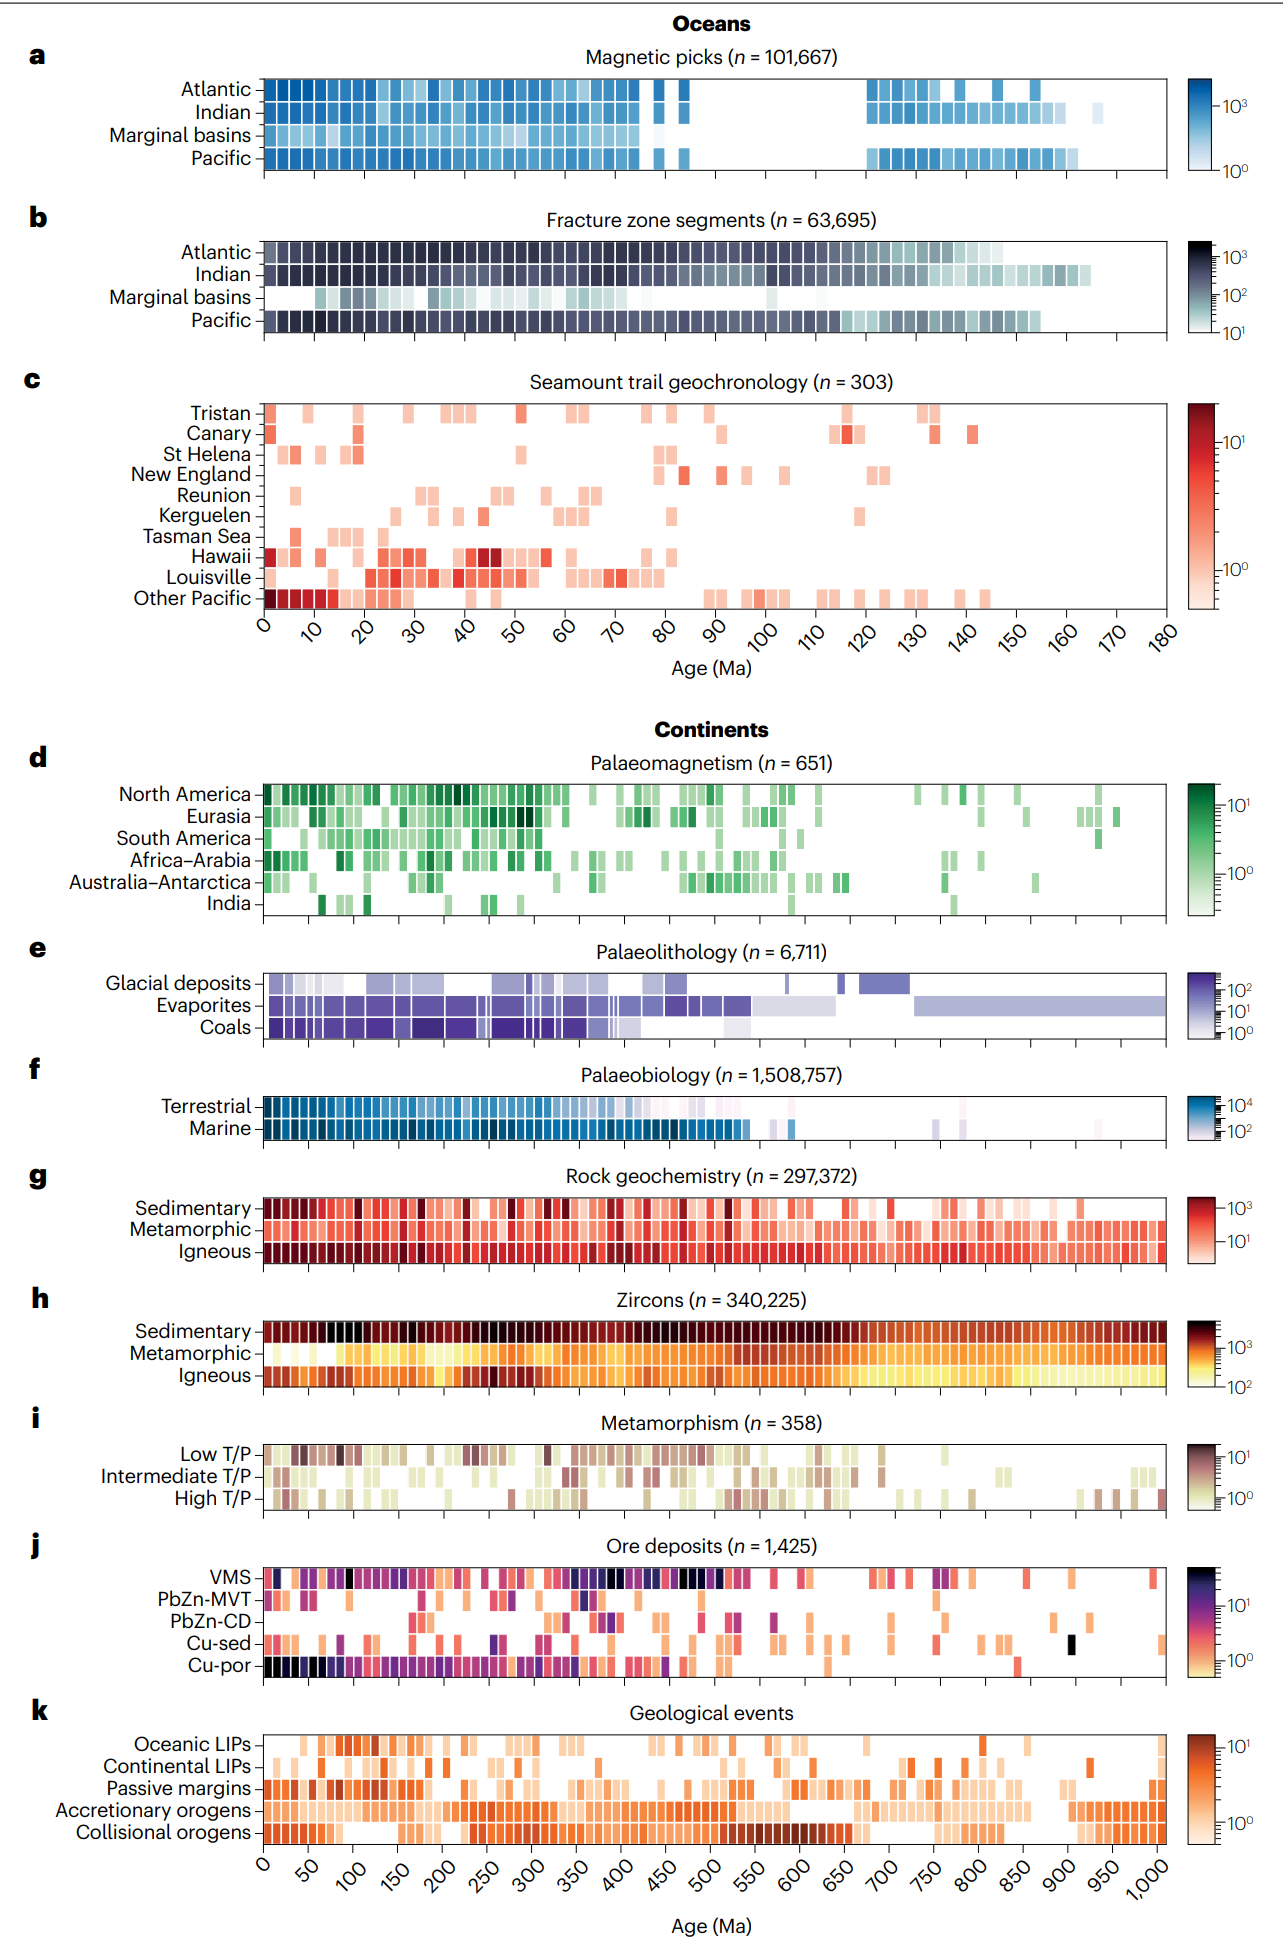 Oceans
a
Magnetic picks (n = 101,667)
Atlantic
Indian
Marginal basins
Pacific
10³
10⁰
b
Fracture zone segments (n = 63,695)
Atlantic
Indian
Marginal basins
Pacific
10³
10²
10¹
c
Seamount trail geochronology (n = 303)
Tristan
Canary
St Helena
New England
Reunion
Kerguelen
Tasman Sea
Hawaii
Louisville
Other Pacific
10¹
10⁰
0 10 20 30 40 50 60 70 80 90 100 110 120 130 140 150 160 170 180
Age (Ma)
Continents
d
Palaeomagnetism (n = 651)
North America
Eurasia
South America
Africa–Arabia
Australia–Antarctica
India
10¹
10⁰
e
Palaeolithology (n = 6,711)
Glacial deposits
Evaporites
Coals
10²
10¹
10⁰
f
Palaeobiology (n = 1,508,757)
Terrestrial
Marine
10⁴
10²
g
Rock geochemistry (n = 297,372)
Sedimentary
Metamorphic
Igneous
10³
10¹
h
Zircons (n = 340,225)
Sedimentary
Metamorphic
Igneous
10³
10²
i
Metamorphism (n = 358)
Low T/P
Intermediate T/P
High T/P
10¹
10⁰
j
Ore deposits (n = 1,425)
VMS
PbZn-MVT
PbZn-CD
Cu-sed
Cu-por
10¹
10⁰
k
Geological events
Oceanic LIPs
Continental LIPs
Passive margins
Accretionary orogens
Collisional orogens
10¹
10⁰
0 50 100 150 200 250 300 350 400 450 500 550 600 650 700 750 800 850 900 950 1,000
Age (Ma)